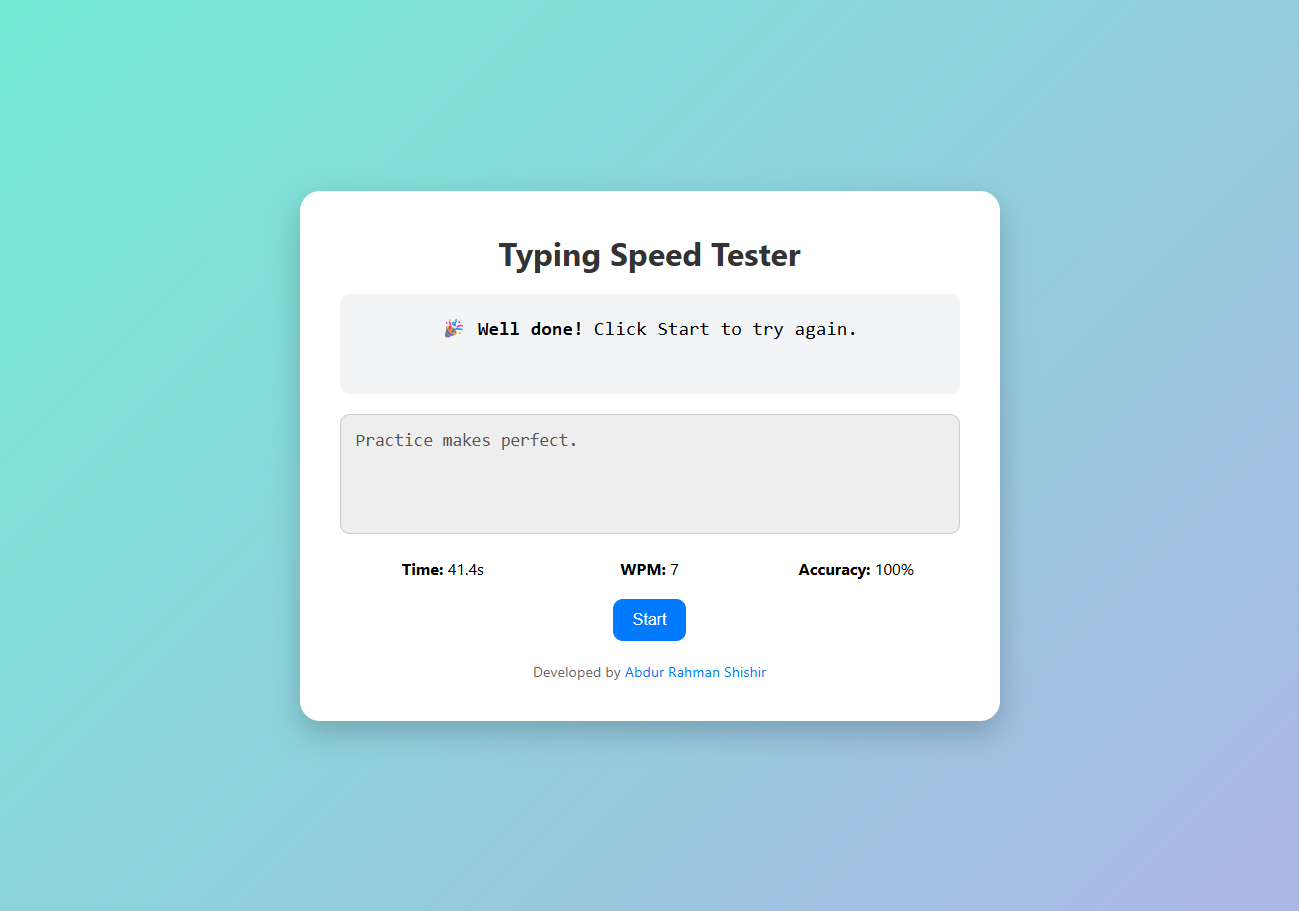 Typing Speed Tester
🎉 Well done! Click Start to try again.
Practice makes perfect.
Time: 41.4s WPM: 7 Accuracy: 100%
Start
Developed by Abdur Rahman Shishir